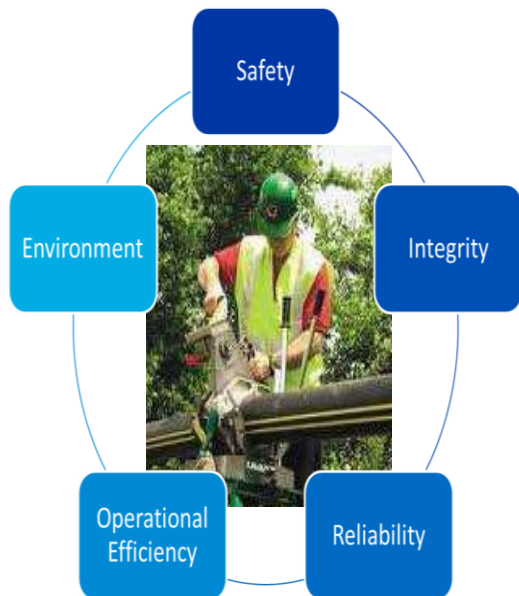 Safety
Environment
Integrity
Operational
Efficiency
Reliability